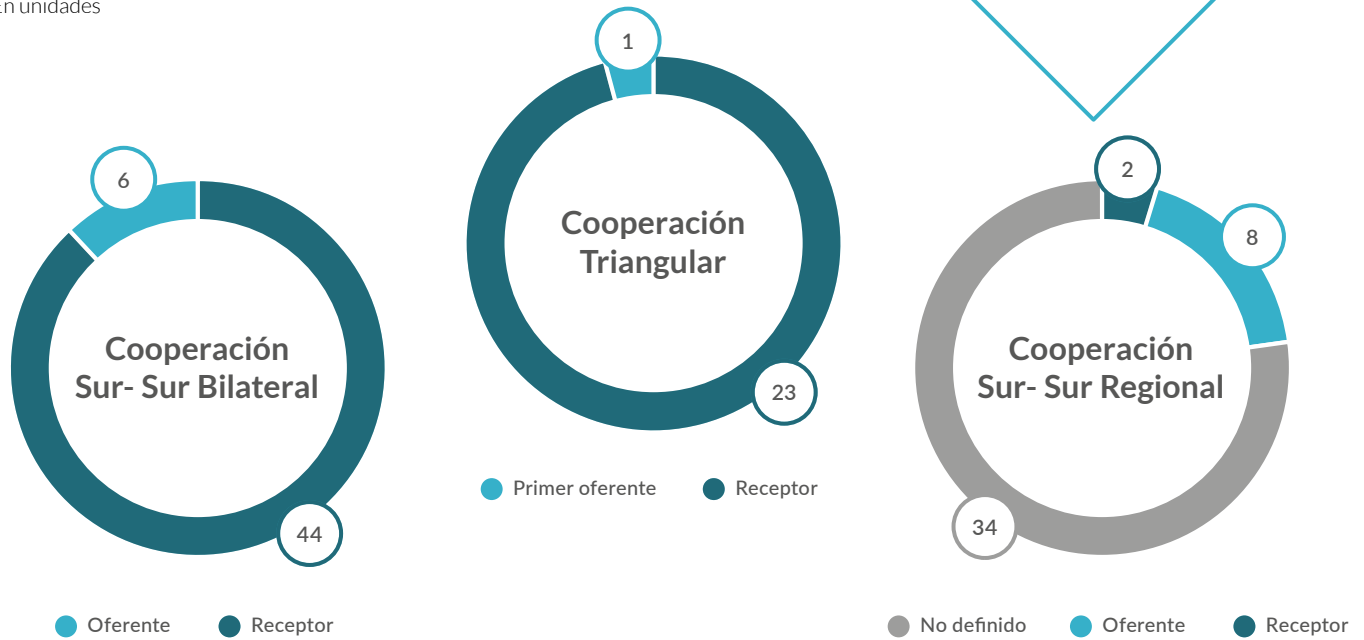 En unidades
6
Cooperación
Sur- Sur Bilateral
44
Oferente
Receptor
1
Cooperación
Triangular
23
Primer oferente
Receptor
2
8
Cooperación
Sur- Sur Regional
34
No definido
Oferente
Receptor